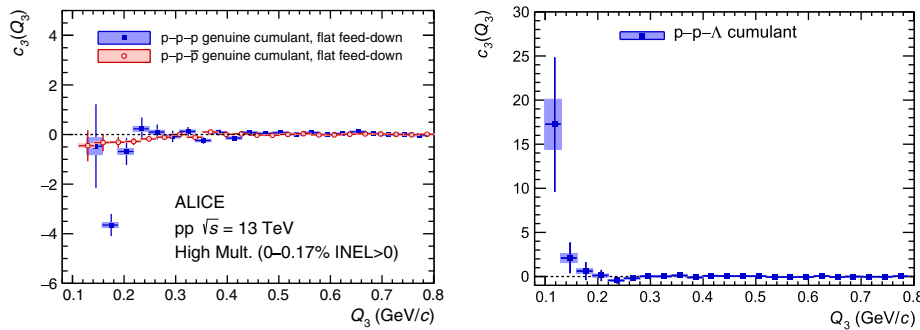 c₃(Q₃)
4
2
0
−2
−4
−6
p−p−p genuine cumulant, flat feed-down
p−p−p̅ genuine cumulant, flat feed-down
ALICE
pp √s = 13 TeV
High Mult. (0−0.17% INEL>0)
0.1 0.2 0.3 0.4 0.5 0.6 0.7 0.8
Q₃ (GeV/c)
c₃(Q₃)
30
25
20
15
10
5
0
p−p−Λ cumulant
0.1 0.2 0.3 0.4 0.5 0.6 0.7 0.8
Q₃ (GeV/c)